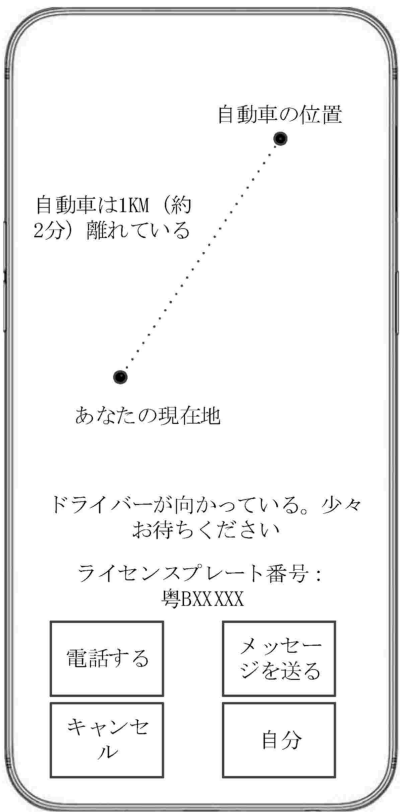 自動車の位置
自動車は1KM（約
2分）離れている
あなたの現在地
ドライバーが向かっている。少々
お待ちください
ライセンスプレート番号：
粤BXXXXX
電話する
メッセー
ジを送る
キャンセ
ル
自分